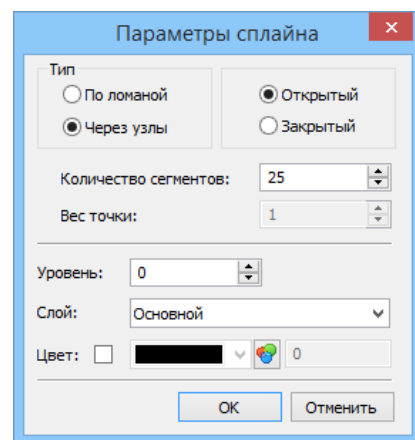 Параметры сплайна
Тип
По ломаной
Открытый
Через узлы
Закрытый
Количество сегментов: 25
Вес точки: 1
Уровень: 0
Слой: Основной
Цвет: 0
OK Отменить